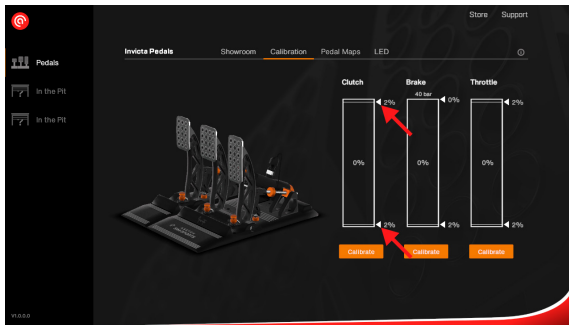 Store Support
Invicta Pedals Showroom Calibration Pedal Maps LED
Pedals
In the Pit
In the Pit
Clutch Brake Throttle
40 bar
2% 0% 2%
0% 0% 0%
2% 2% 2%
Calibrate Calibrate Calibrate
V1.0.0.0